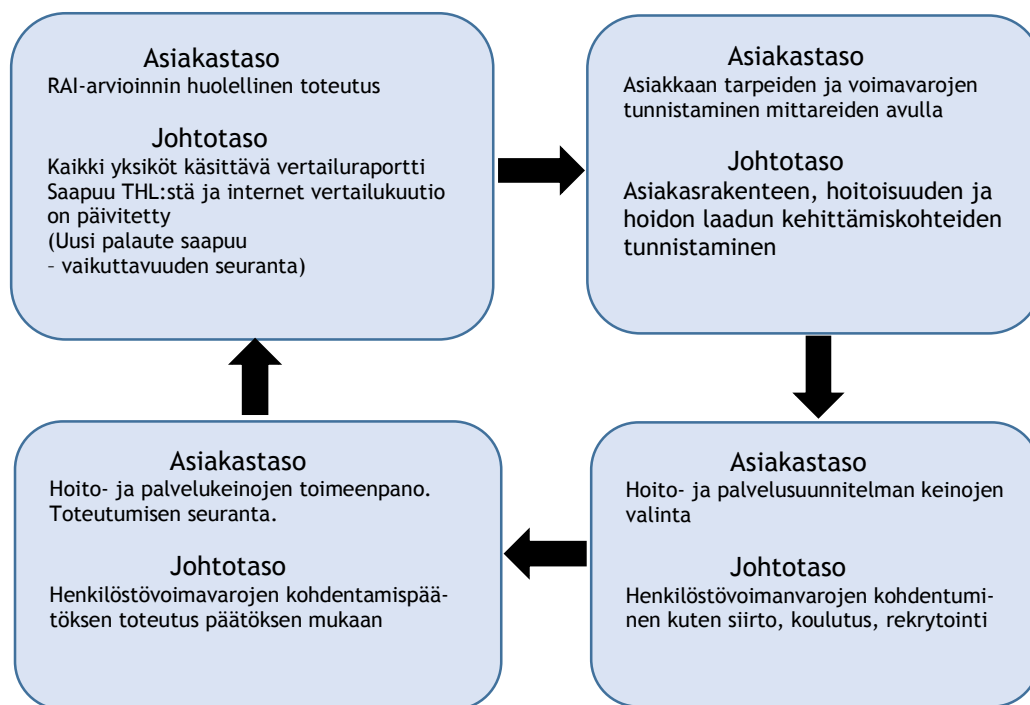 Asiakastaso
RAI-arvioinnin huolellinen toteutus
Johtotaso
Kaikki yksiköt käsittävä vertailuraportti
Saapuu THL:stä ja internet vertailukuutio
on päivitetty
(Uusi palaute saapuu
– vaikuttavuuden seuranta)
Asiakastaso
Asiakkaan tarpeiden ja voimavarojen
tunnistaminen mittareiden avulla
Johtotaso
Asiakasrakenteen, hoitoisuuden ja
hoidon laadun kehittämiskohteiden
tunnistaminen
Asiakastaso
Hoito- ja palvelukeinojen toimeenpano.
Toteutumisen seuranta.
Johtotaso
Henkilöstövoimavarojen kohdentamispää-
töksen toteutus päätöksen mukaan
Asiakastaso
Hoito- ja palvelusuunnitelman keinojen
valinta
Johtotaso
Henkilöstövoimanvarojen kohdentumi-
nen kuten siirto, koulutus, rekrytointi